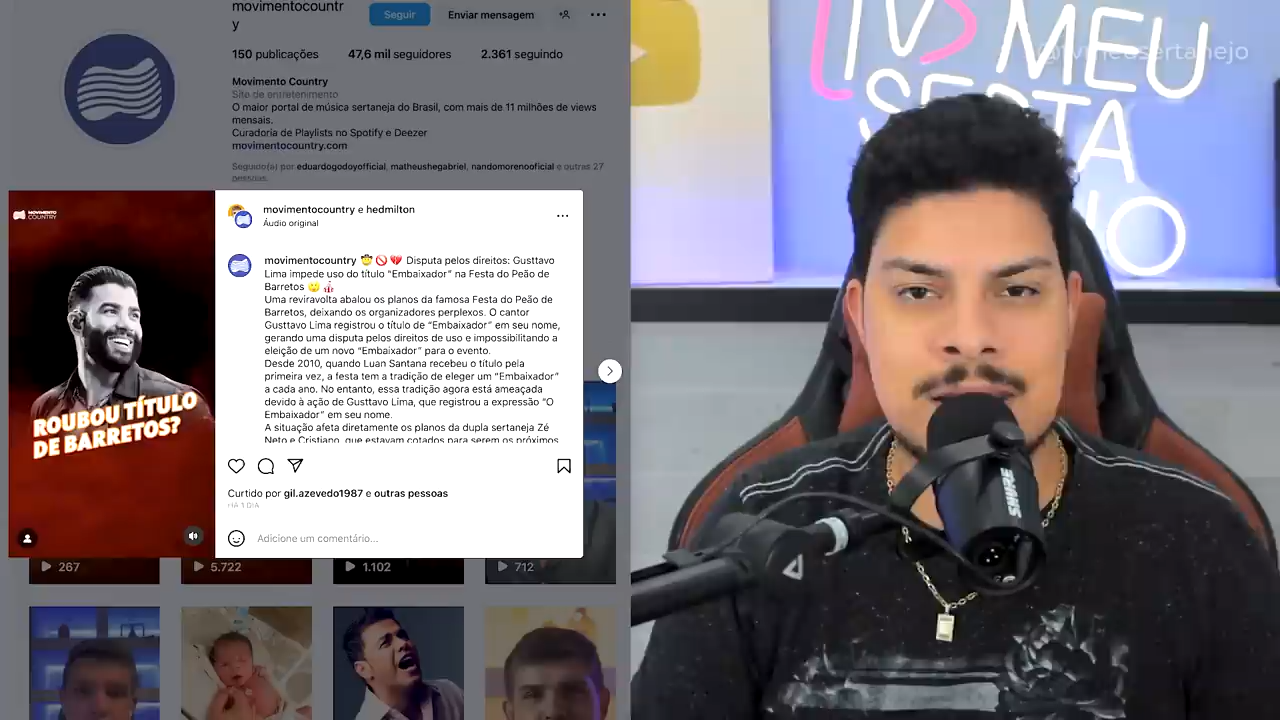 movimentocountr
y
Seguir
Enviar mensagem
150 publicações
47,6 mil seguidores
2.361 seguindo
Movimento Country
Site de entretenimento
O maior portal de música sertaneja do Brasil, com mais de 11 milhões de views
mensais.
Curadoria de Playlists no Spotify e Deezer
movimentocountry.com
Seguido(a) por eduardogodoyofficial, matheushegabriel, nandomorenooficial e outras 27
pessoas.
MOVIMENTO
COUNTRY
ROUBOU TÍTULO
DE BARRETOS?
movimentocountry e hedmilton
Áudio original
movimentocountry 🤠🚫💔 Disputa pelos direitos: Gusttavo
Lima impede uso do título “Embaixador” na Festa do Peão de
Barretos 🙄🎪
Uma reviravolta abalou os planos da famosa Festa do Peão de
Barretos, deixando os organizadores perplexos. O cantor
Gusttavo Lima registrou o título de “Embaixador” em seu nome,
gerando uma disputa pelos direitos de uso e impossibilitando a
eleição de um novo “Embaixador” para o evento.
Desde 2010, quando Luan Santana recebeu o título pela
primeira vez, a festa tem a tradição de eleger um “Embaixador”
a cada ano. No entanto, essa tradição agora está ameaçada
devido à ação de Gusttavo Lima, que registrou a expressão “O
Embaixador” em seu nome.
A situação afeta diretamente os planos da dupla sertaneja Zé
Neto e Cristiano, que estavam cotados para serem os próximos
Curtido por gil.azevedo1987 e outras pessoas
HÁ 1 DIA
Adicione um comentário...
267
5.722
1.102
712
TV MEU
SERTA
NEJO
@tvmeusertanejo
SHURE